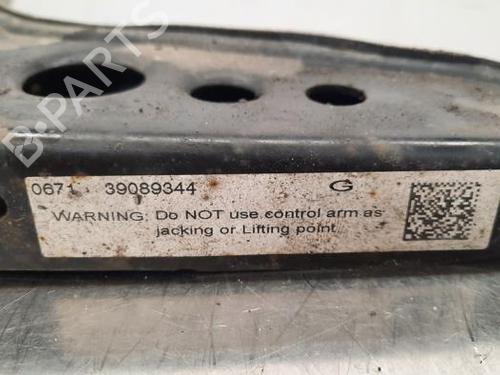 B-PARTS
0671 39089344 G
WARNING: Do NOT use control arm as
jacking or Lifting point